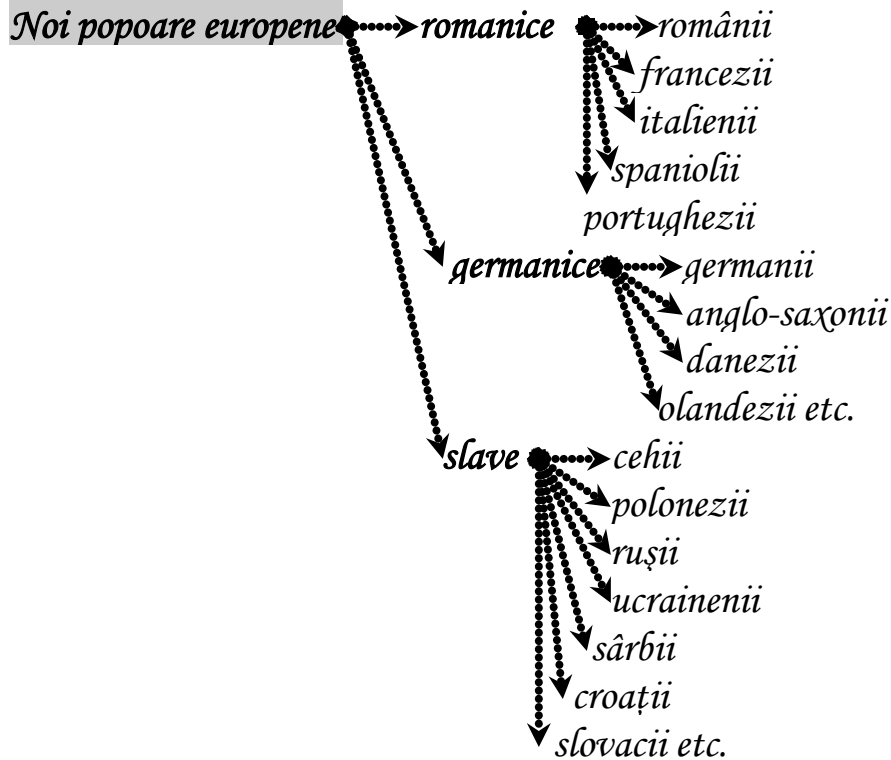 Noi popoare europene romanice românii
francezii
italienii
spaniolii
portughezii
germanice germanii
anglo-saxonii
danezii
olandezii etc.
slave cehii
polonezii
rușii
ucrainenii
sârbii
croații
slovacii etc.